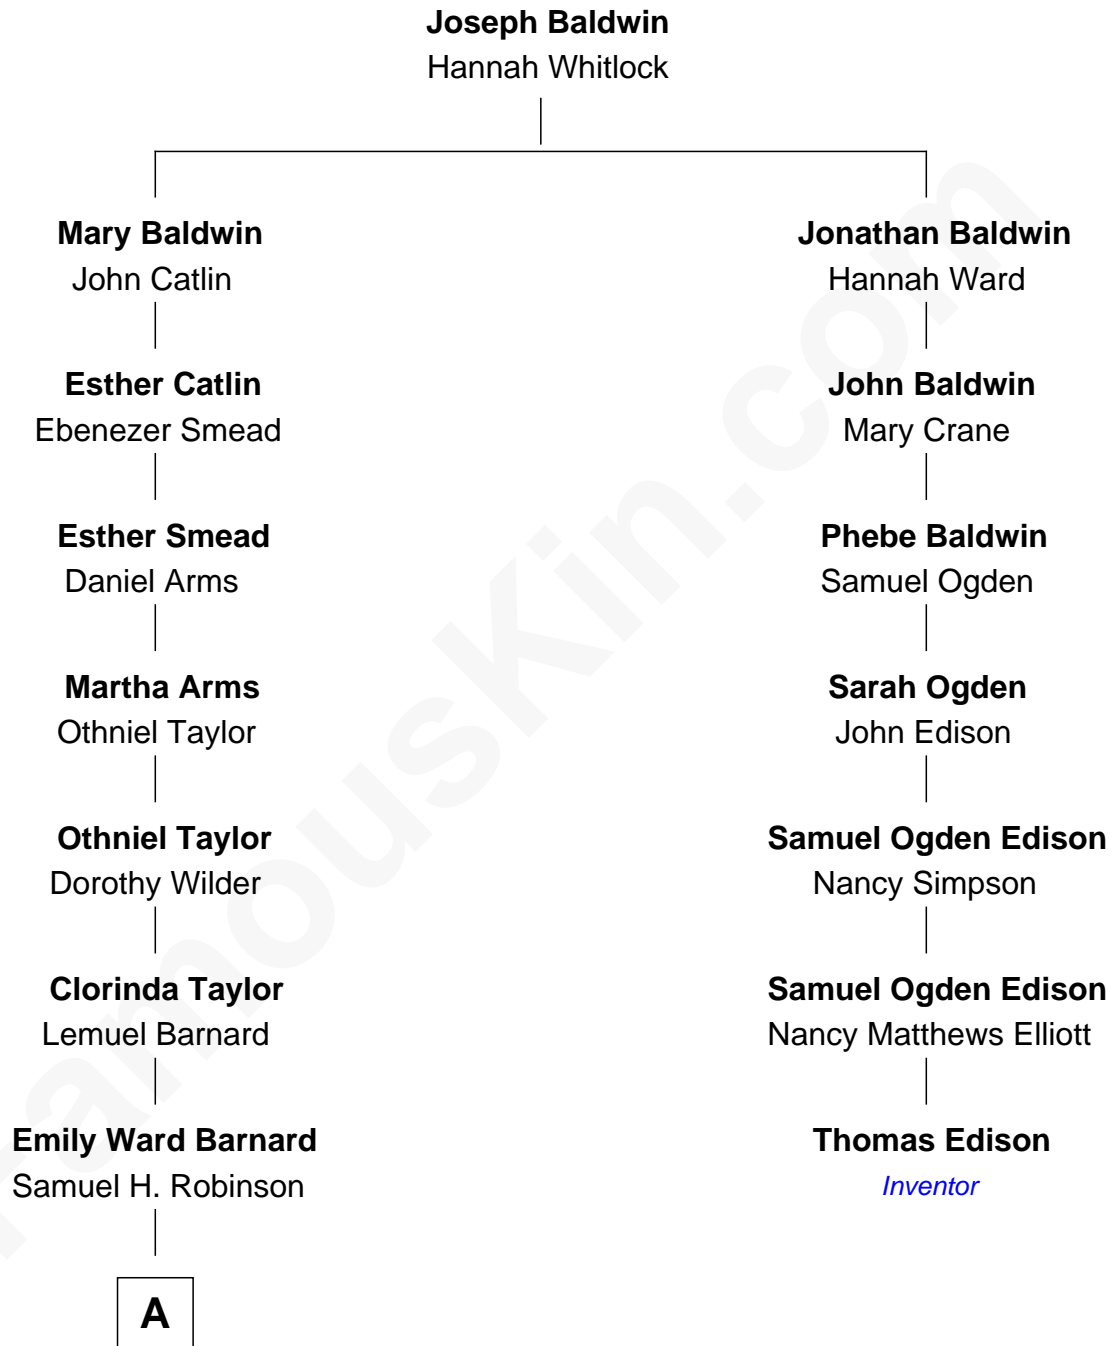 Joseph Baldwin
Hannah Whitlock
Mary Baldwin
John Catlin
Jonathan Baldwin
Hannah Ward
Esther Catlin
Ebenezer Smead
John Baldwin
Mary Crane
Esther Smead
Daniel Arms
Phebe Baldwin
Samuel Ogden
Martha Arms
Othniel Taylor
Sarah Ogden
John Edison
Othniel Taylor
Dorothy Wilder
Samuel Ogden Edison
Nancy Simpson
Clorinda Taylor
Lemuel Barnard
Samuel Ogden Edison
Nancy Matthews Elliott
Emily Ward Barnard
Samuel H. Robinson
Thomas Edison
Inventor
A
FamousKin.com